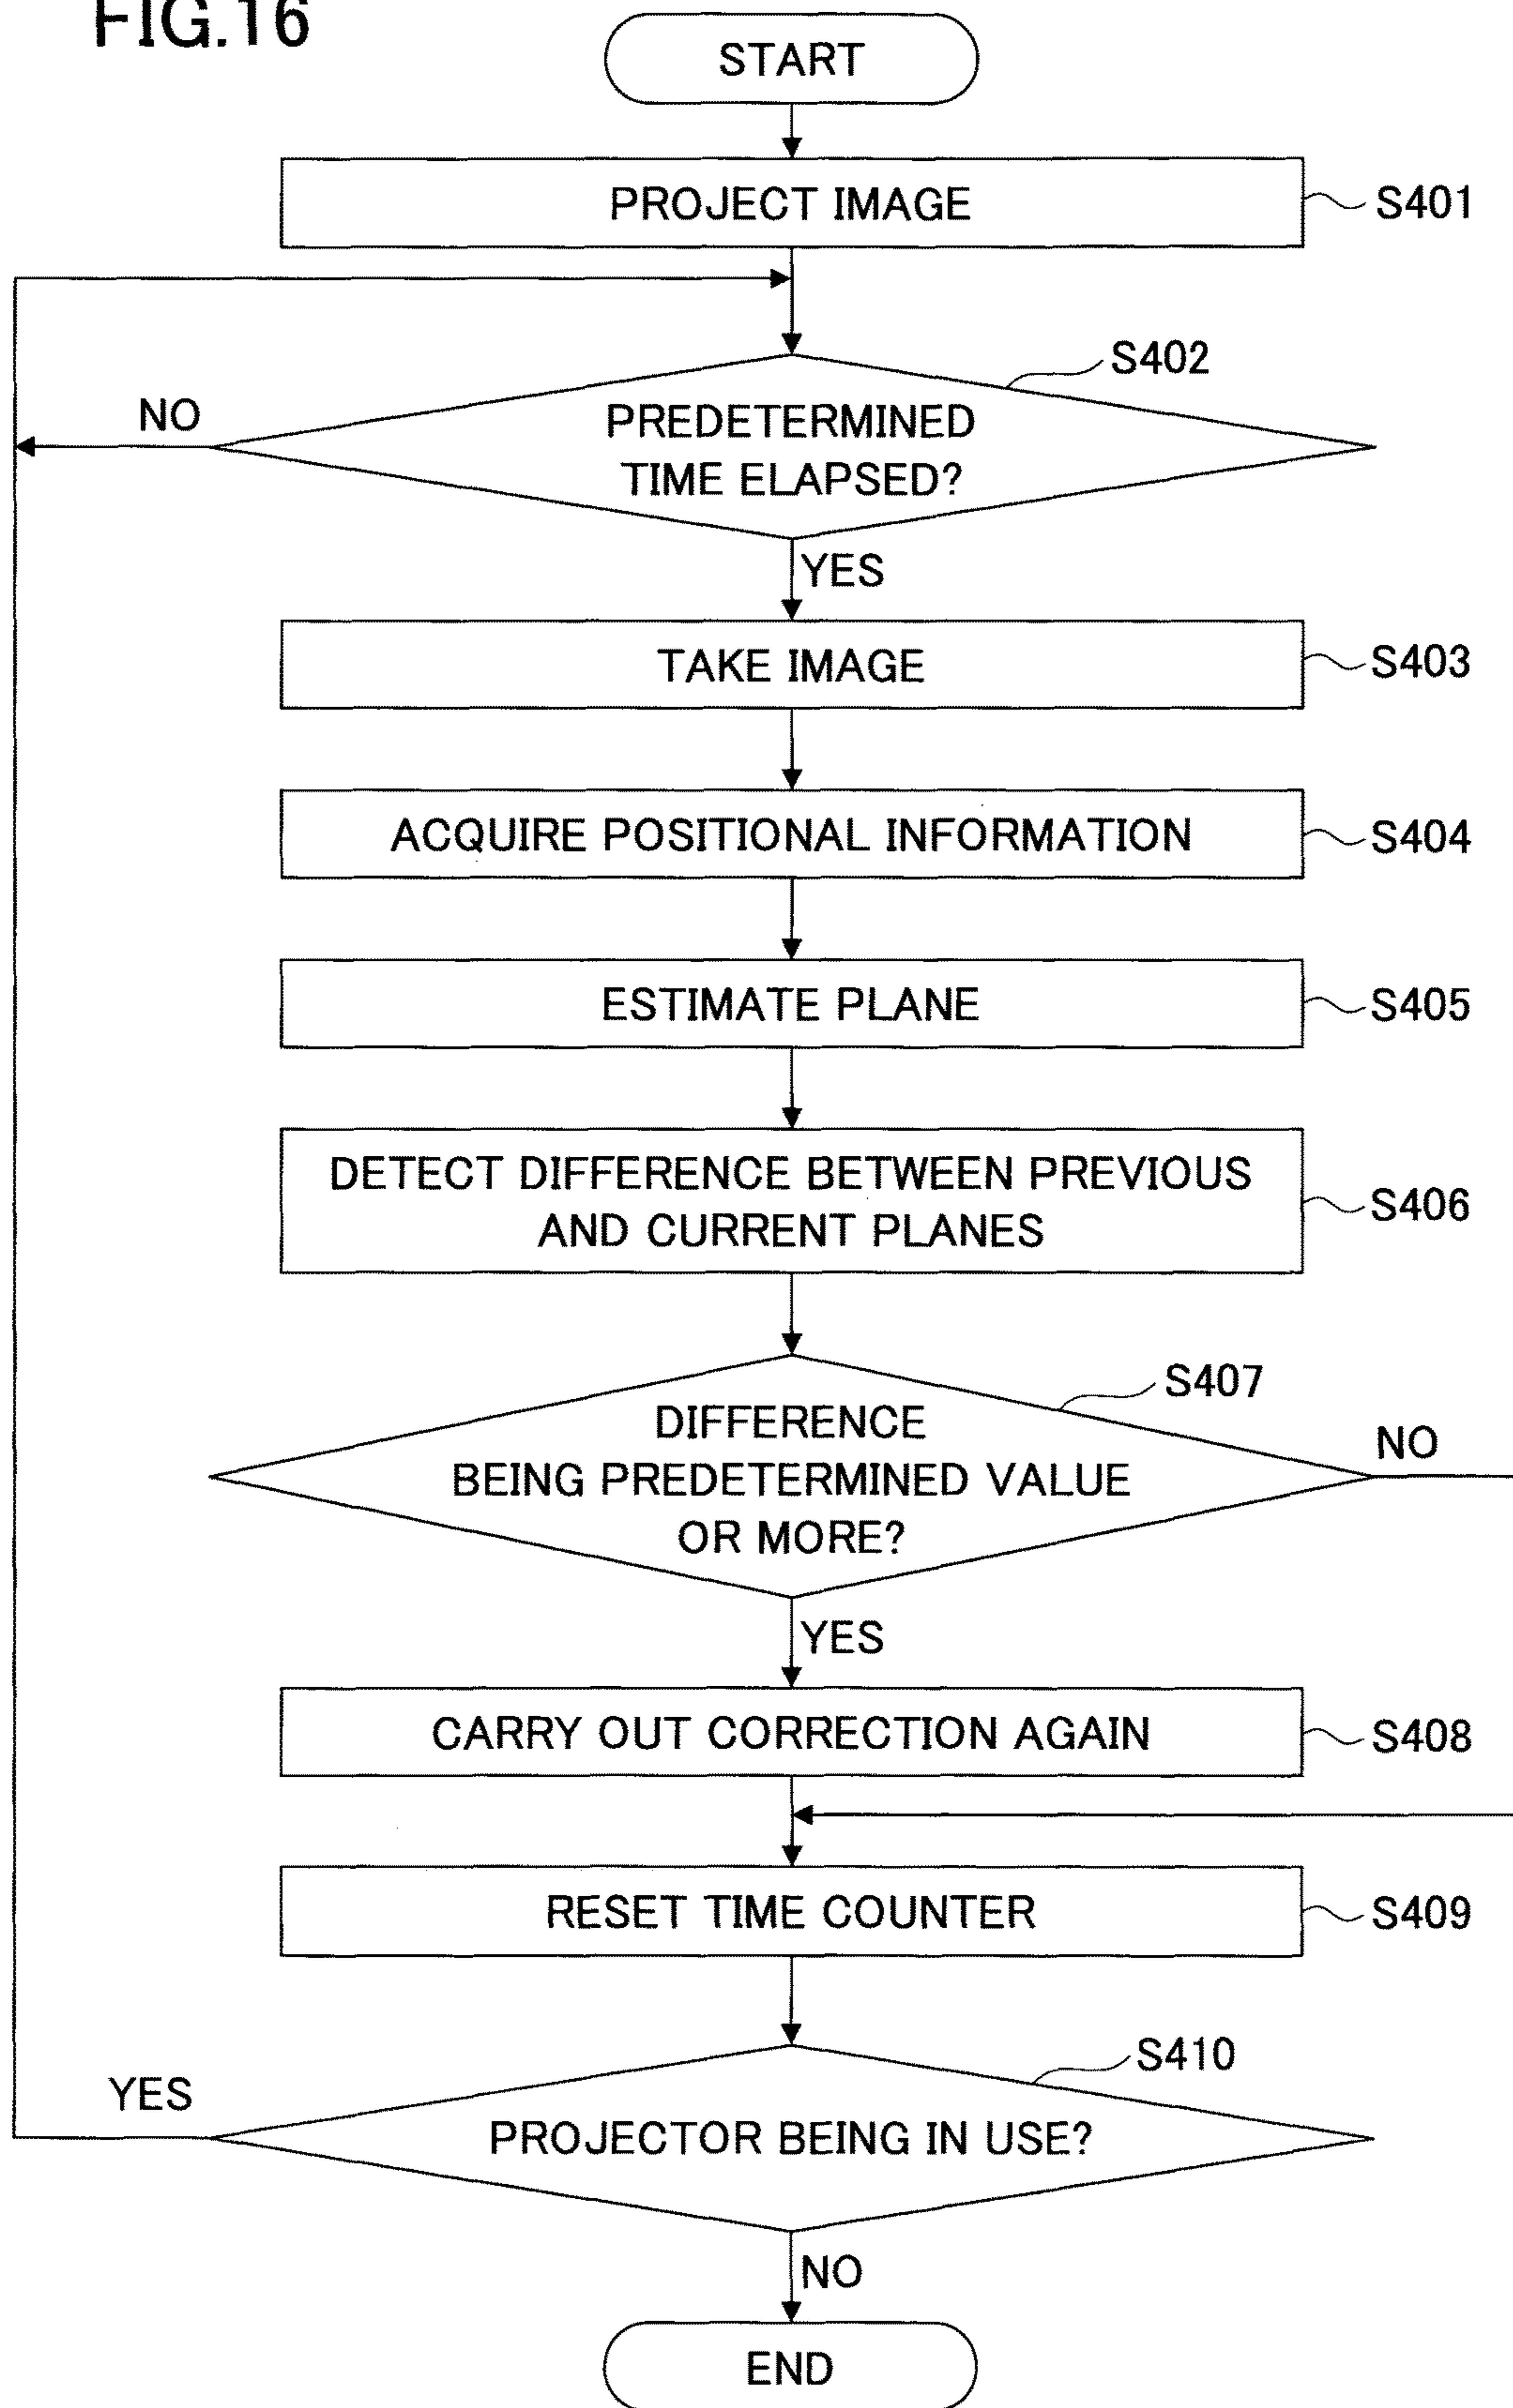 FIG.16
START
PROJECT IMAGE
S401
S402
NO
PREDETERMINED
TIME ELAPSED?
YES
TAKE IMAGE
S403
ACQUIRE POSITIONAL INFORMATION
S404
ESTIMATE PLANE
S405
DETECT DIFFERENCE BETWEEN PREVIOUS
AND CURRENT PLANES
S406
S407
DIFFERENCE
BEING PREDETERMINED VALUE
OR MORE?
NO
YES
CARRY OUT CORRECTION AGAIN
S408
RESET TIME COUNTER
S409
S410
YES
PROJECTOR BEING IN USE?
NO
END